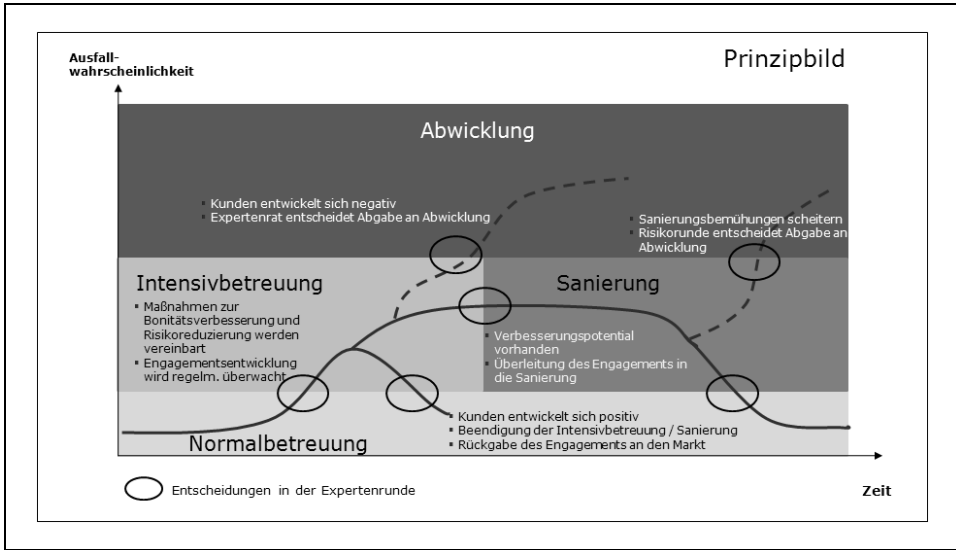 Ausfall-
wahrscheinlichkeit
Prinzipbild
Abwicklung
▪ Kunden entwickelt sich negativ
▪ Expertenrat entscheidet Abgabe an Abwicklung
▪ Sanierungsbemühungen scheitern
▪ Risikorunde entscheidet Abgabe an
Abwicklung
Intensivbetreuung
▪ Maßnahmen zur
Bonitätsverbesserung und
Risikoreduzierung werden
vereinbart
▪ Engagementsentwicklung
wird regelm. überwacht
Sanierung
▪ Verbesserungspotential
vorhanden
▪ Überleitung des Engagements in
die Sanierung
Normalbetreuung
▪ Kunden entwickelt sich positiv
▪ Beendigung der Intensivbetreuung / Sanierung
▪ Rückgabe des Engagements an den Markt
Entscheidungen in der Expertenrunde
Zeit